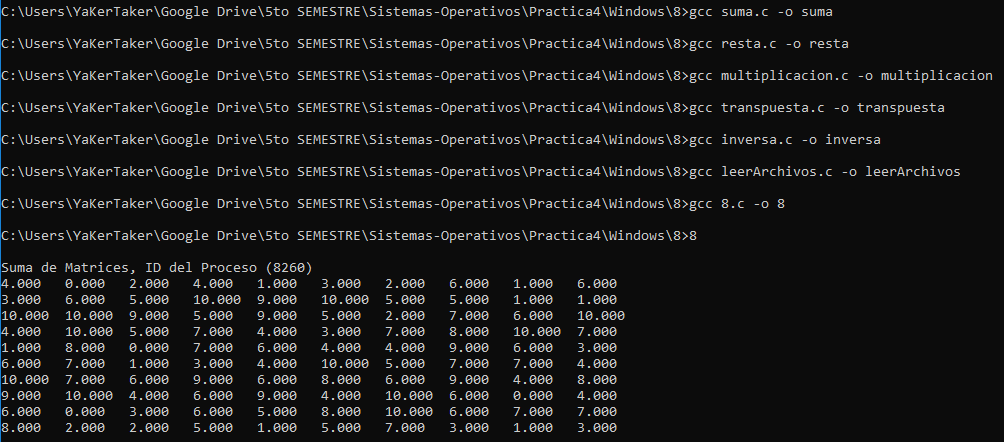 C:\Users\YaKerTaker\Google Drive\5to SEMESTRE\Sistemas-Operativos\Practica4\Windows\8>gcc suma.c -o suma
C:\Users\YaKerTaker\Google Drive\5to SEMESTRE\Sistemas-Operativos\Practica4\Windows\8>gcc resta.c -o resta
C:\Users\YaKerTaker\Google Drive\5to SEMESTRE\Sistemas-Operativos\Practica4\Windows\8>gcc multiplicacion.c -o multiplicacion
C:\Users\YaKerTaker\Google Drive\5to SEMESTRE\Sistemas-Operativos\Practica4\Windows\8>gcc transpuesta.c -o transpuesta
C:\Users\YaKerTaker\Google Drive\5to SEMESTRE\Sistemas-Operativos\Practica4\Windows\8>gcc inversa.c -o inversa
C:\Users\YaKerTaker\Google Drive\5to SEMESTRE\Sistemas-Operativos\Practica4\Windows\8>gcc leerArchivos.c -o leerArchivos
C:\Users\YaKerTaker\Google Drive\5to SEMESTRE\Sistemas-Operativos\Practica4\Windows\8>gcc 8.c -o 8
C:\Users\YaKerTaker\Google Drive\5to SEMESTRE\Sistemas-Operativos\Practica4\Windows\8>8
Suma de Matrices, ID del Proceso (8260)
4.000 0.000 2.000 4.000 1.000 3.000 2.000 6.000 1.000 6.000
3.000 6.000 5.000 10.000 9.000 10.000 5.000 5.000 1.000 1.000
10.000 10.000 9.000 5.000 9.000 5.000 2.000 7.000 6.000 10.000
4.000 10.000 5.000 7.000 4.000 3.000 7.000 8.000 10.000 7.000
1.000 8.000 0.000 7.000 6.000 4.000 4.000 9.000 6.000 3.000
6.000 7.000 1.000 3.000 4.000 10.000 5.000 7.000 7.000 4.000
10.000 7.000 6.000 9.000 6.000 8.000 6.000 9.000 4.000 8.000
9.000 10.000 4.000 6.000 9.000 4.000 10.000 6.000 0.000 4.000
6.000 0.000 3.000 6.000 5.000 8.000 10.000 6.000 7.000 7.000
8.000 2.000 2.000 5.000 1.000 5.000 7.000 3.000 1.000 3.000